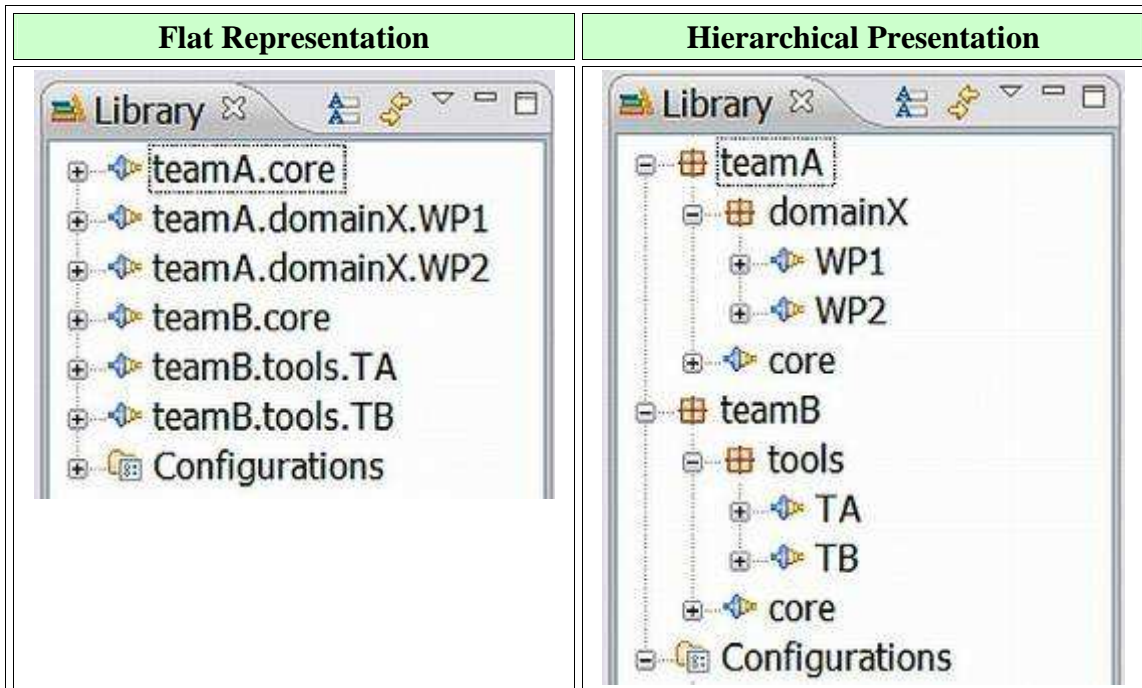 Flat Representation
Hierarchical Presentation
Library
teamA.core
teamA.domainX.WP1
teamA.domainX.WP2
teamB.core
teamB.tools.TA
teamB.tools.TB
Configurations
Library
teamA
domainX
WP1
WP2
core
teamB
tools
TA
TB
core
Configurations